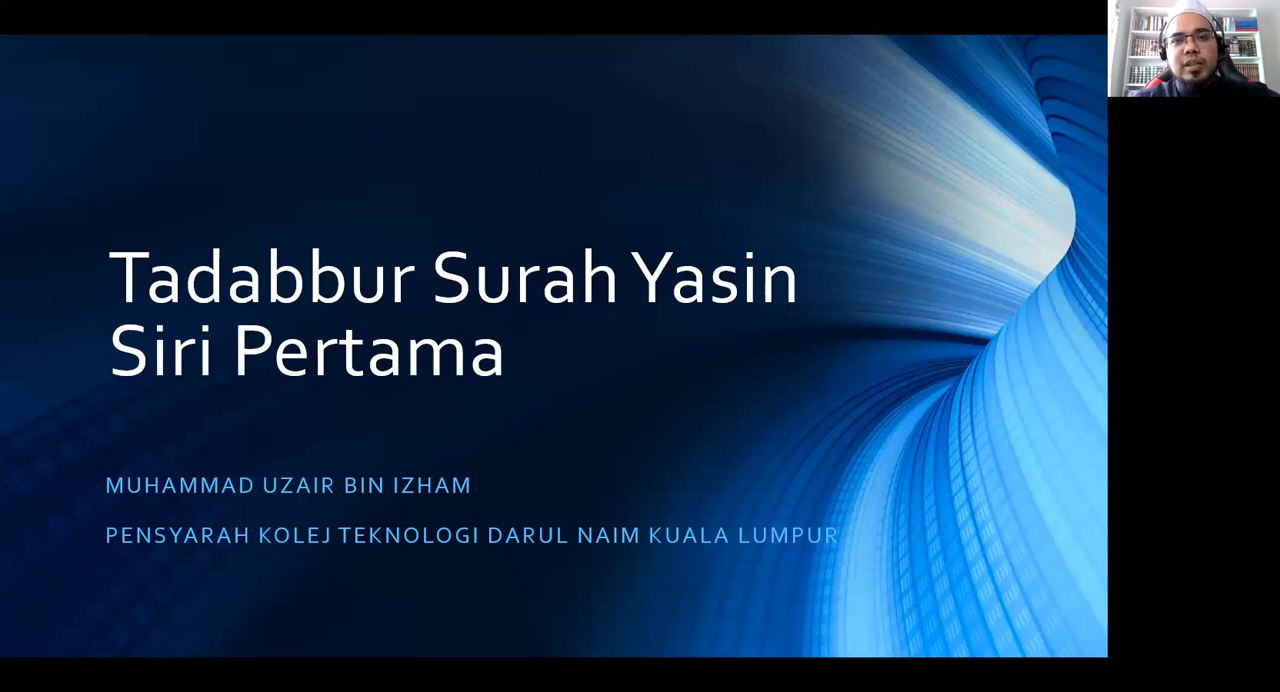 Tadabbur Surah Yasin
Siri Pertama
MUHAMMAD UZAIR BIN IZHAM
PENSYARAH KOLEJ TEKNOLOGI DARUL NAIM KUALA LUMPUR